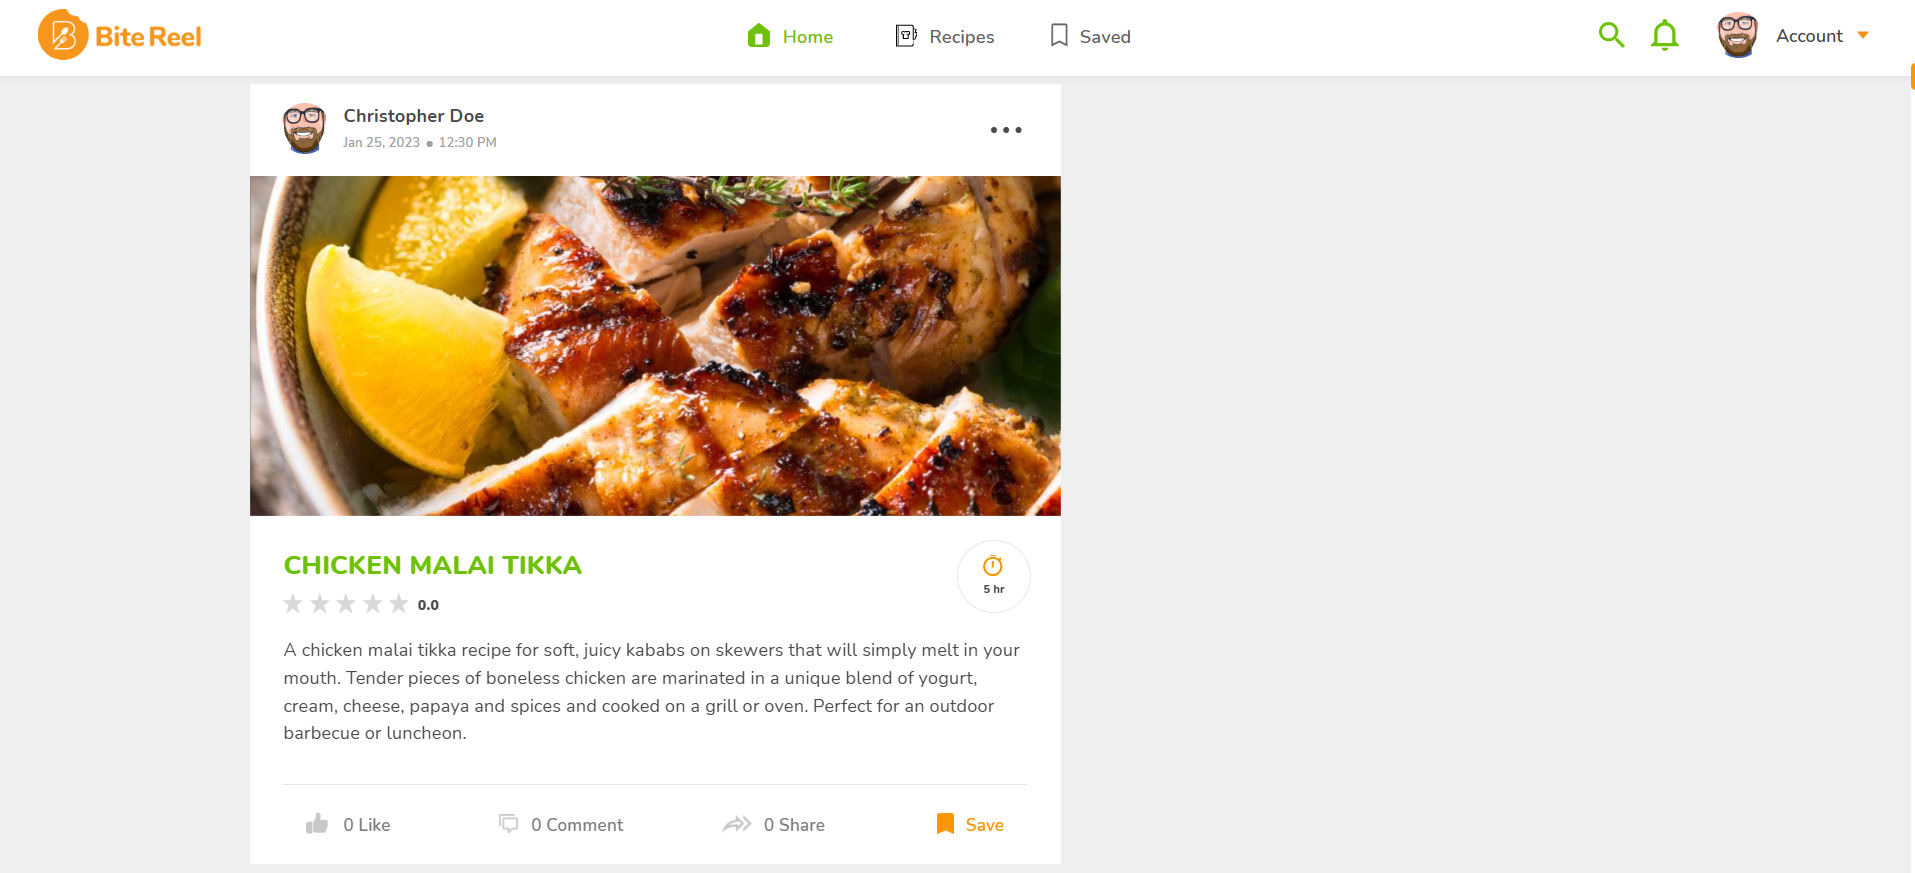 Bite Reel
Home
Recipes
Saved
Account
Christopher Doe
Jan 25, 2023 ● 12:30 PM
CHICKEN MALAI TIKKA
5 hr
0.0
A chicken malai tikka recipe for soft, juicy kababs on skewers that will simply melt in your
mouth. Tender pieces of boneless chicken are marinated in a unique blend of yogurt,
cream, cheese, papaya and spices and cooked on a grill or oven. Perfect for an outdoor
barbecue or luncheon.
0 Like
0 Comment
0 Share
Save